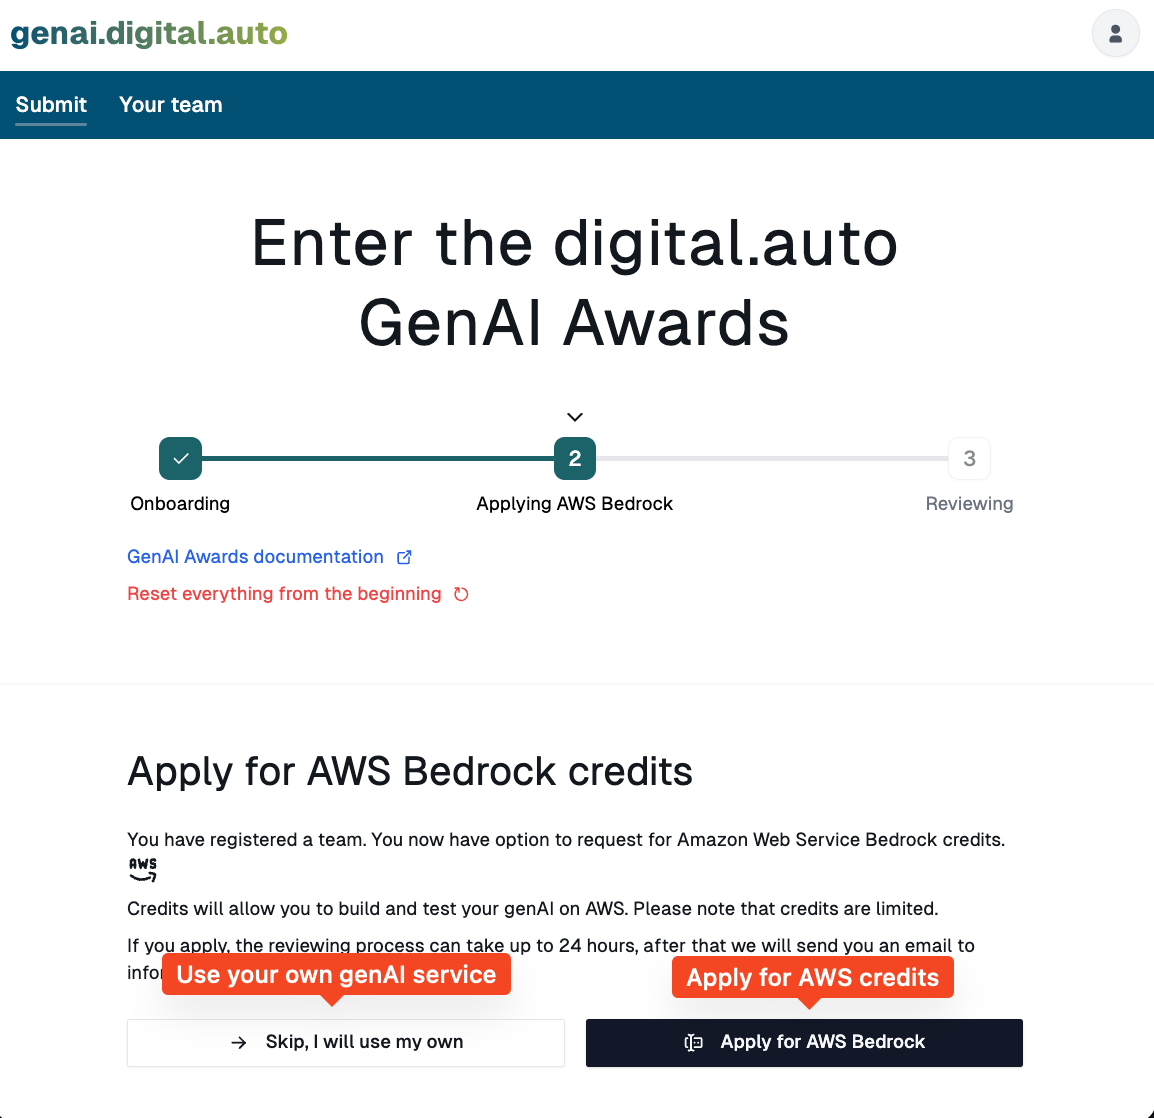 genai.digital.auto
Submit Your team
Enter the digital.auto
GenAI Awards
2
3
Onboarding
Applying AWS Bedrock
Reviewing
GenAI Awards documentation
Reset everything from the beginning
Apply for AWS Bedrock credits
You have registered a team. You now have option to request for Amazon Web Service Bedrock credits.
AWS
Credits will allow you to build and test your genAI on AWS. Please note that credits are limited.
If you apply, the reviewing process can take up to 24 hours, after that we will send you an email to
Use your own genAI service
Apply for AWS credits
Skip, I will use my own
Apply for AWS Bedrock